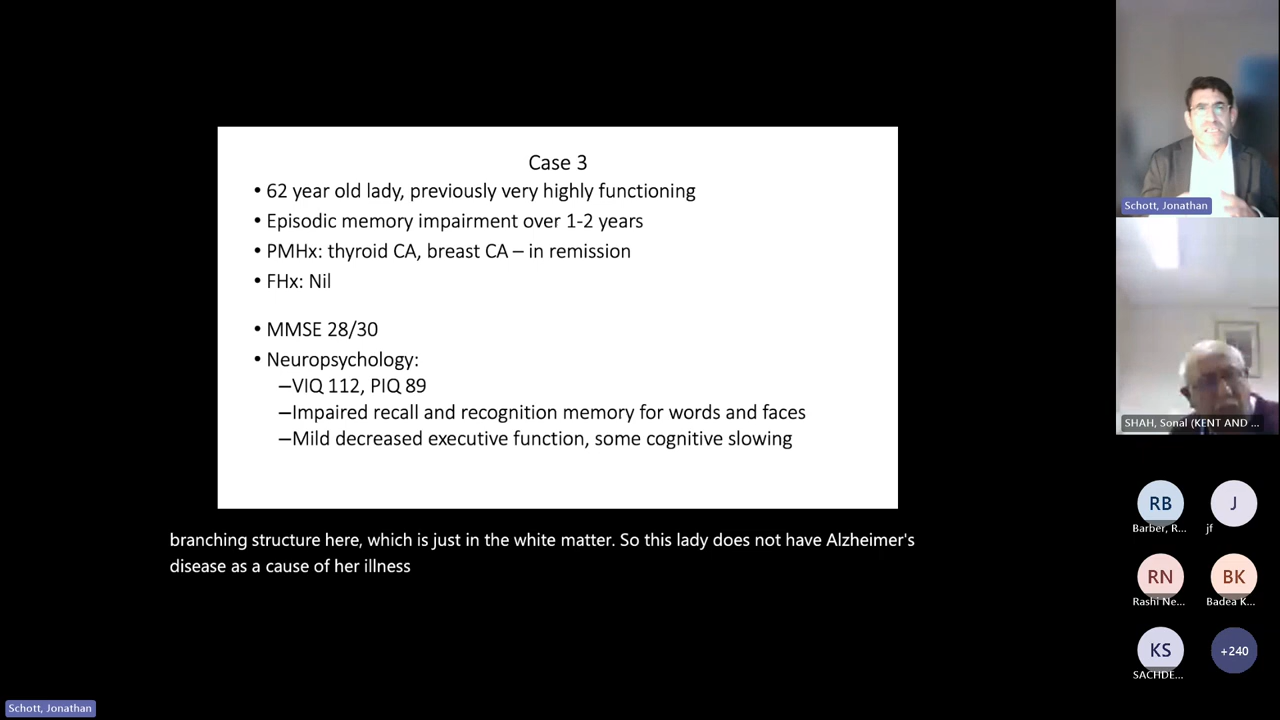 Case 3
• 62 year old lady, previously very highly functioning
• Episodic memory impairment over 1-2 years
• PMHx: thyroid CA, breast CA – in remission
• FHx: Nil
• MMSE 28/30
• Neuropsychology:
–VIQ 112, PIQ 89
–Impaired recall and recognition memory for words and faces
–Mild decreased executive function, some cognitive slowing
branching structure here, which is just in the white matter. So this lady does not have Alzheimer's
disease as a cause of her illness
Schott, Jonathan
Schott, Jonathan
SHAH, Sonal (KENT AND ...
RB
J
Barber, R...
jf
RN
BK
Rashi Ne...
Badea K...
KS
+240
SACHDE...